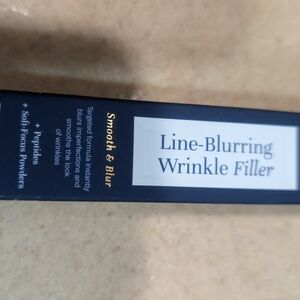 Line-Blurring
Wrinkle Filler
Smooth & Blur
Targeted formula instantly
blurs imperfections and
smooths the look
of wrinkles
+ Peptides
+ Soft-Focus Powders